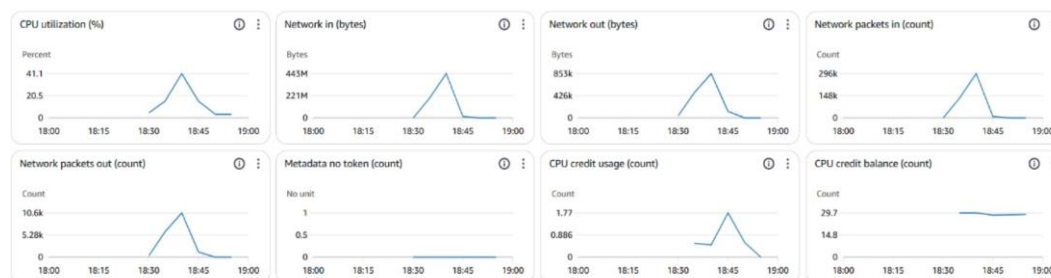 CPU utilization (%)
Percent
41.1
20.5
0
18:00 18:15 18:30 18:45 19:00
Network in (bytes)
Bytes
443M
221M
0
18:00 18:15 18:30 18:45 19:00
Network out (bytes)
Bytes
853k
426k
0
18:00 18:15 18:30 18:45 19:00
Network packets in (count)
Count
296k
148k
0
18:00 18:15 18:30 18:45 19:00
Network packets out (count)
Count
10.6k
5.28k
0
18:00 18:15 18:30 18:45 19:00
Metadata no token (count)
No unit
1
0.5
0
18:00 18:15 18:30 18:45 19:00
CPU credit usage (count)
Count
1.77
0.886
0
18:00 18:15 18:30 18:45 19:00
CPU credit balance (count)
Count
29.7
14.8
0
18:00 18:15 18:30 18:45 19:00